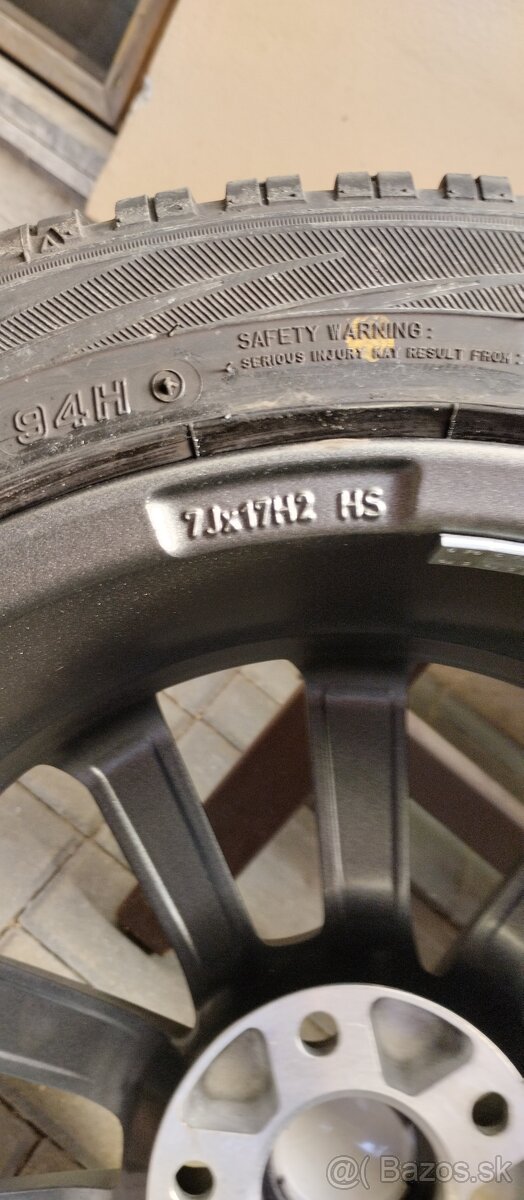 SAFETY WARNING:
SERIOUS INJURY MAY RESULT FROM:
94H
7Jx17H2 HS
@( Bazos.sk